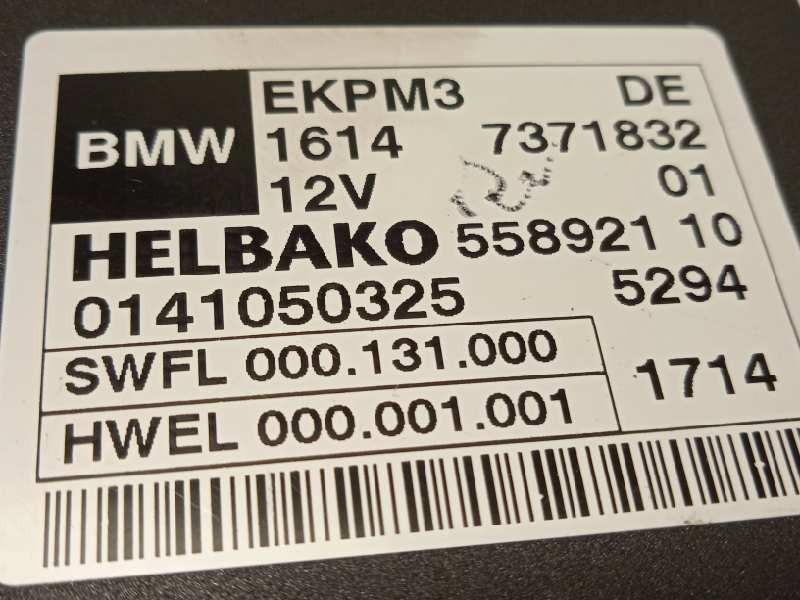 EKPM3 DE
BMW 1614 7371832
12V 01
HELBAKO 558921 10
0141050325 5294
SWFL 000.131.000
1714
HWEL 000.001.001